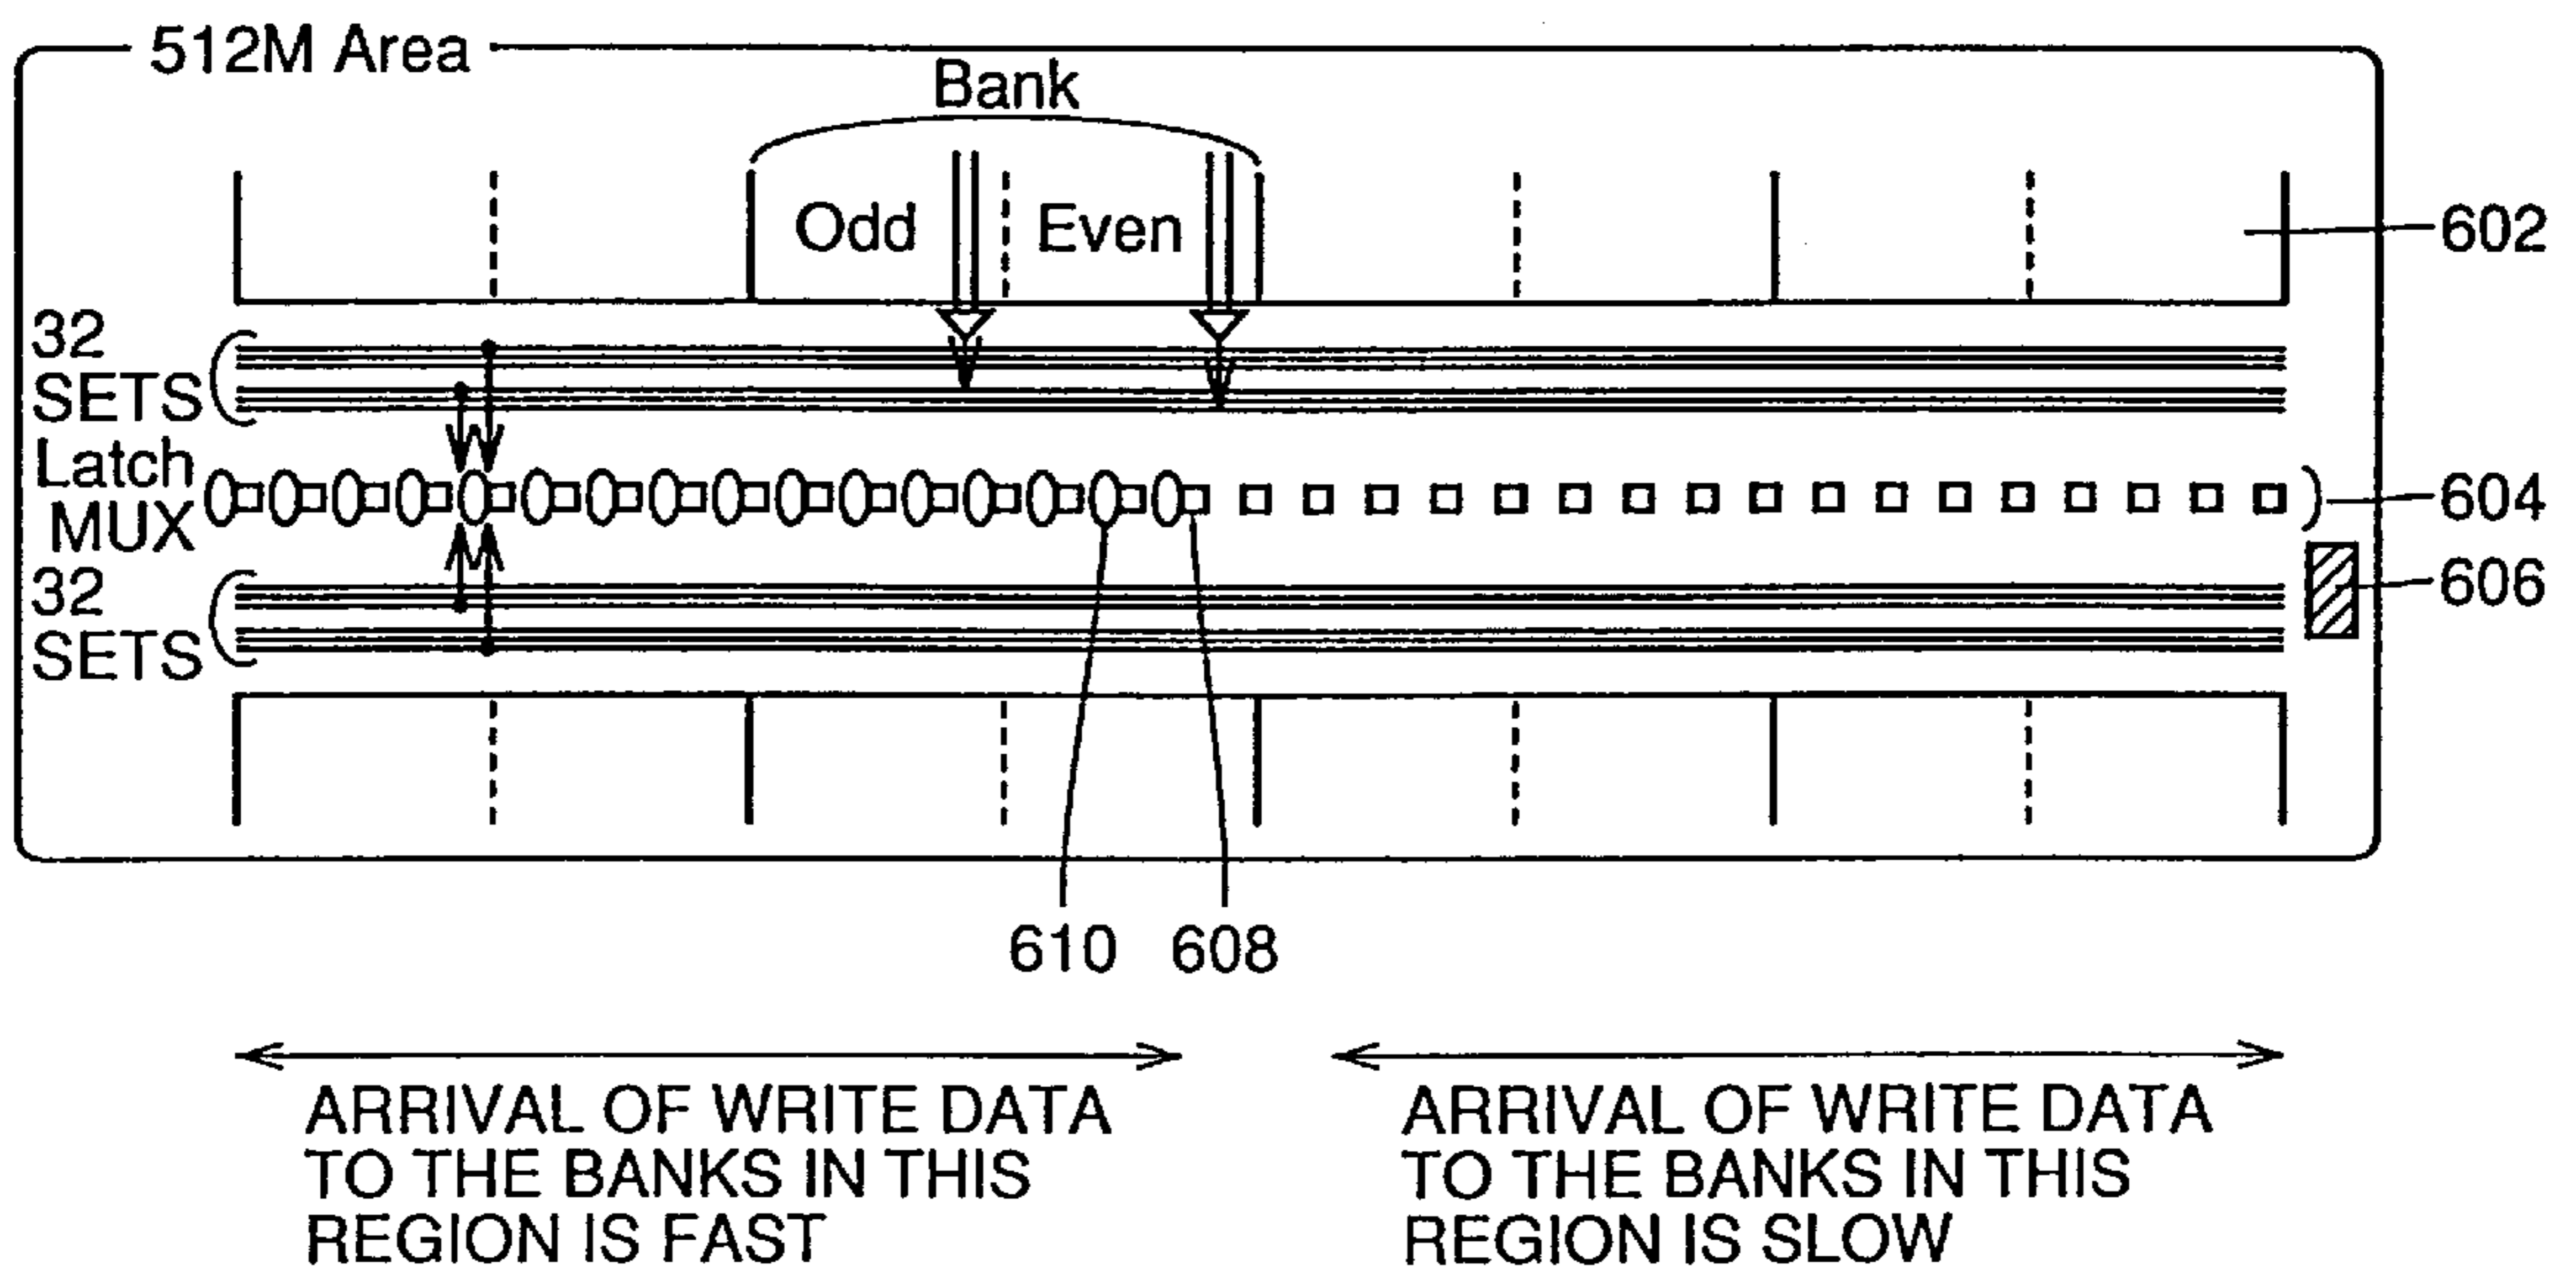 512M Area
Bank
Odd Even
602
32
SETS
Latch
MUX
604
32
SETS
606
610 608
ARRIVAL OF WRITE DATA
TO THE BANKS IN THIS
REGION IS FAST
ARRIVAL OF WRITE DATA
TO THE BANKS IN THIS
REGION IS SLOW